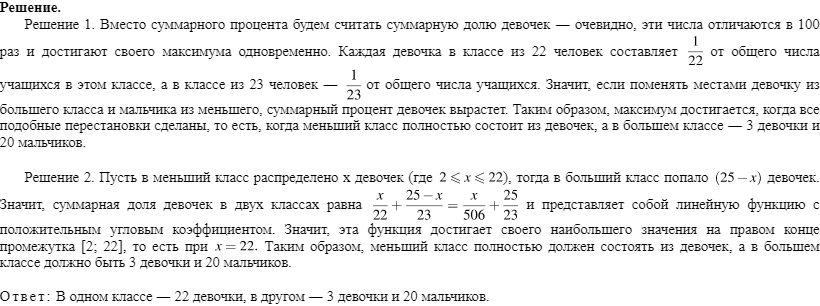 Решение.
Решение 1. Вместо суммарного процента будем считать суммарную долю девочек — очевидно, эти числа отличаются в 100
раз и достигают своего максимума одновременно. Каждая девочка в классе из 22 человек составляет 1/22 от общего числа
учащихся в этом классе, а в классе из 23 человек — 1/23 от общего числа учащихся. Значит, если поменять местами девочку из
большего класса и мальчика из меньшего, суммарный процент девочек вырастет. Таким образом, максимум достигается, когда все
подобные перестановки сделаны, то есть, когда меньший класс полностью состоит из девочек, а в большем классе — 3 девочки и
20 мальчиков.
Решение 2. Пусть в меньший класс распределено x девочек (где 2 ⩽ x ⩽ 22), тогда в больший класс попало (25 − x) девочек.
Значит, суммарная доля девочек в двух классах равна x/22 + (25 − x)/23 = x/506 + 25/23 и представляет собой линейную функцию с
положительным угловым коэффициентом. Значит, эта функция достигает своего наибольшего значения на правом конце
промежутка [2; 22], то есть при x = 22. Таким образом, меньший класс полностью должен состоять из девочек, а в большем
классе должно быть 3 девочки и 20 мальчиков.
Ответ: В одном классе — 22 девочки, в другом — 3 девочки и 20 мальчиков.